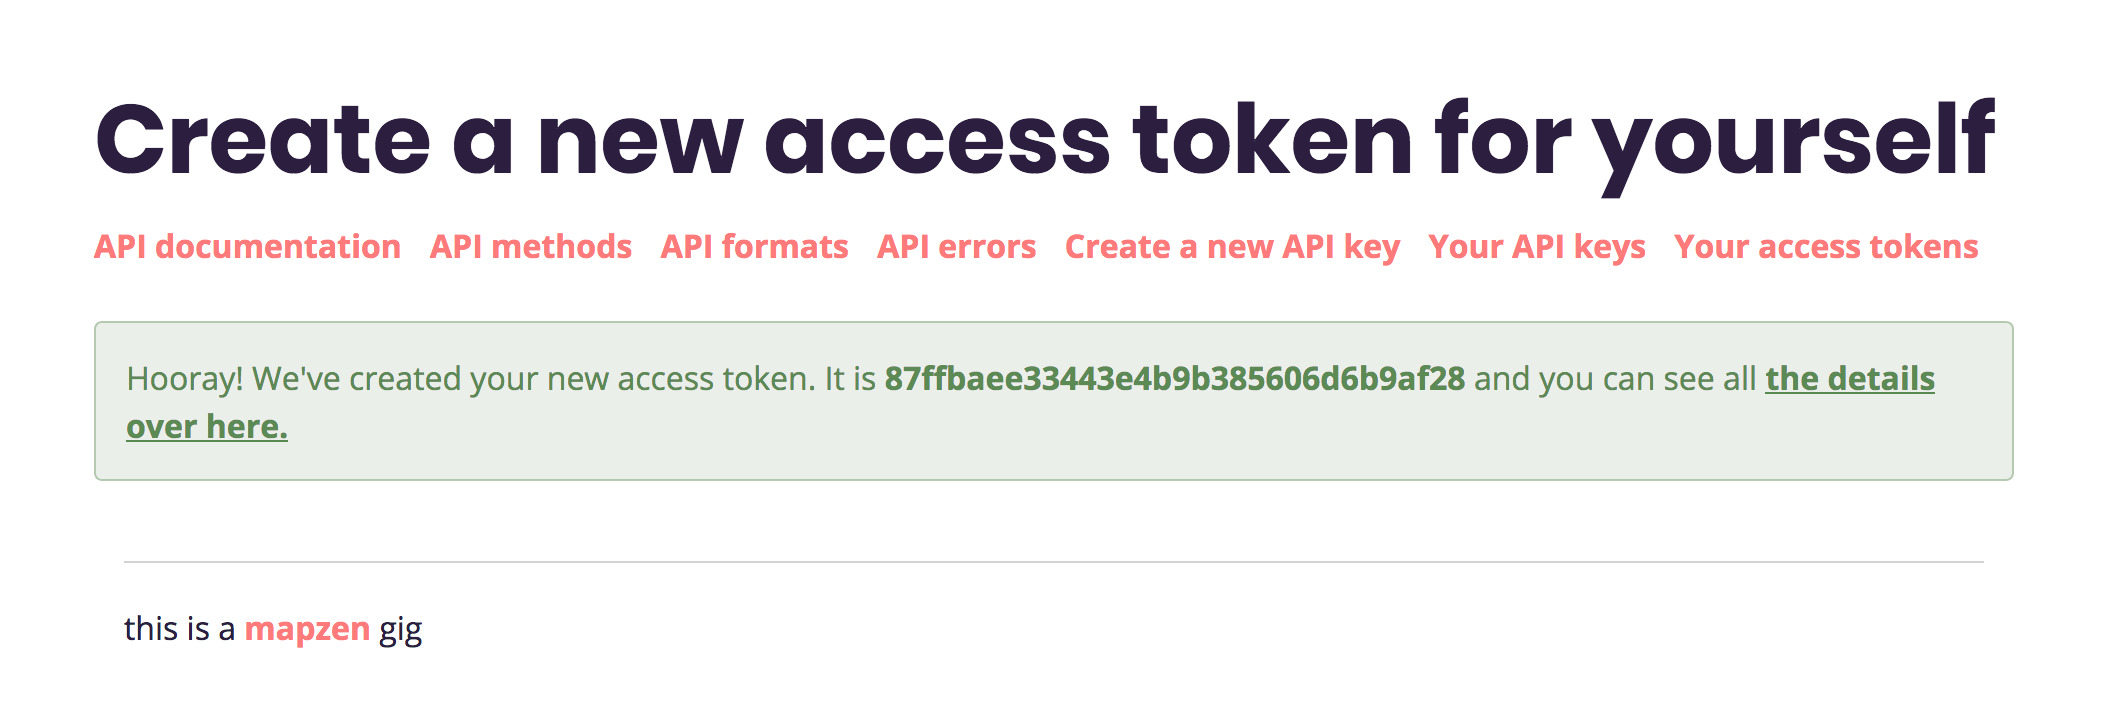 Create a new access token for yourself
API documentation API methods API formats API errors Create a new API key Your API keys Your access tokens
Hooray! We've created your new access token. It is 87ffbaee33443e4b9b385606d6b9af28 and you can see all the details
over here.
this is a mapzen gig